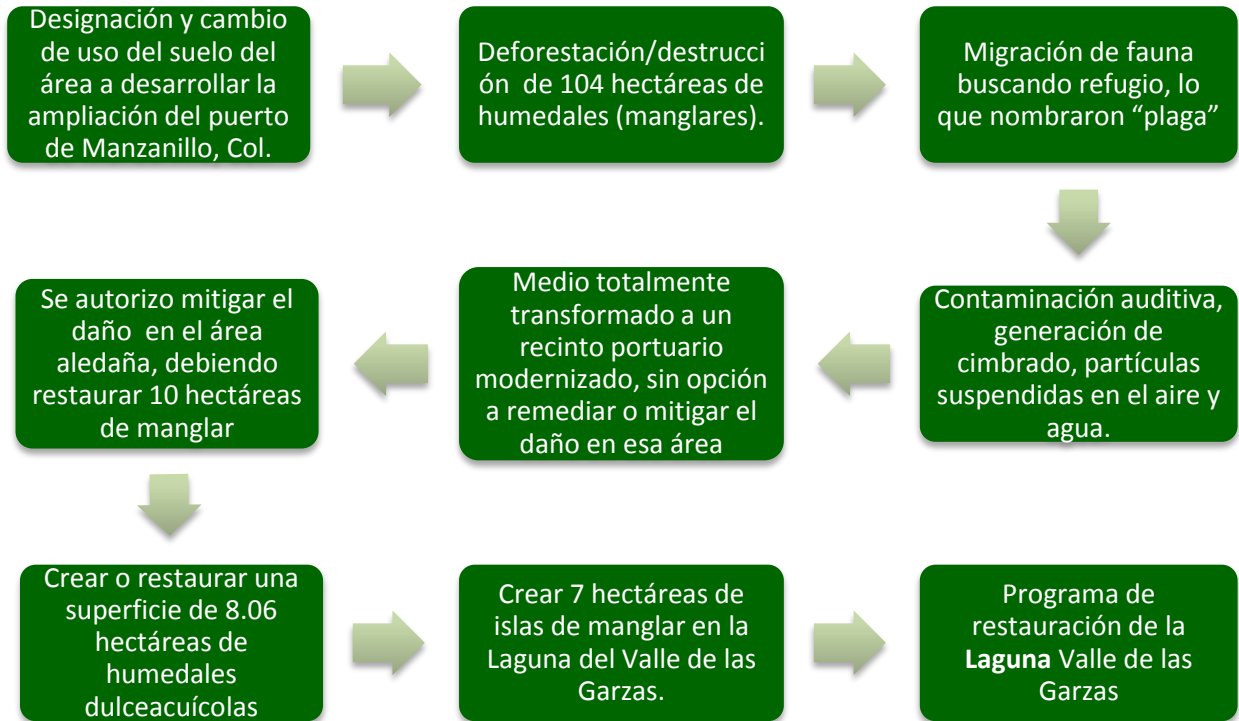 Designación y cambio
de uso del suelo del
área a desarrollar la
ampliación del puerto
de Manzanillo, Col.
Deforestación/destrucci
ón de 104 hectáreas de
humedales (manglares).
Migración de fauna
buscando refugio, lo
que nombraron “plaga”
Contaminación auditiva,
generación de
cimbrado, partículas
suspendidas en el aire y
agua.
Medio totalmente
transformado a un
recinto portuario
modernizado, sin opción
a remediar o mitigar el
daño en esa área
Se autorizo mitigar el
daño en el área
aledaña, debiendo
restaurar 10 hectáreas
de manglar
Crear o restaurar una
superficie de 8.06
hectáreas de
humedales
dulceacuícolas
Crear 7 hectáreas de
islas de manglar en la
Laguna del Valle de las
Garzas.
Programa de
restauración de la
Laguna Valle de las
Garzas